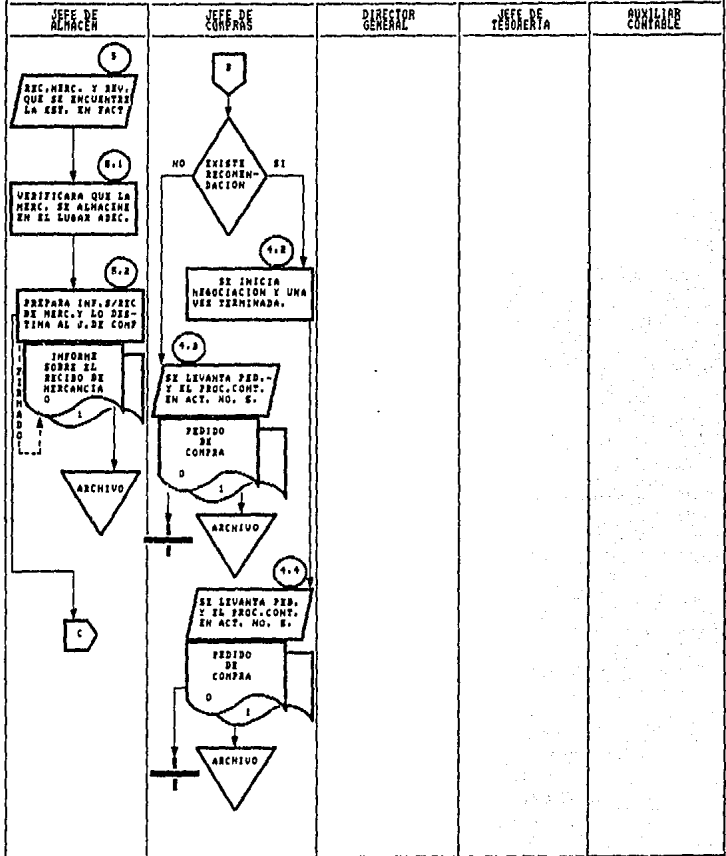 JEFE DE
ALMACEN
JEFE DE
COMPRAS
DIRECTOR
GENERAL
JEFE DE
TESORERIA
AUXILIAR
CONTABLE
5
REC.MERC. Y REV.
QUE SE ENCUENTRE
LA EST. EN FACT
5.1
VERIFICARA QUE LA
MERC. SE ALMACENE
EN EL LUGAR ADEC.
5.2
PREPARA INF.S/REC
DE MERC.Y LO DES-
TINA AL J.DE COMP
INFORME
SOBRE EL
RECIBO DE
MERCANCIA
O
1
FIRMADO
ARCHIVO
C
EXISTE
RECOMEN-
DACION
NO
SI
4.2
SE INICIA
NEGOCIACION Y UNA
VES TERMINADA.
4.3
SE LEVANTA PED.-
Y EL PROC.CONT.
EN ACT. NO. 5.
PEDIDO
DE
COMPRA
O
1
ARCHIVO
4.4
SE LEVANTA PED.
Y EL PROC.CONT.
EN ACT. NO. 5.
PEDIDO
DE
COMPRA
O
1
ARCHIVO